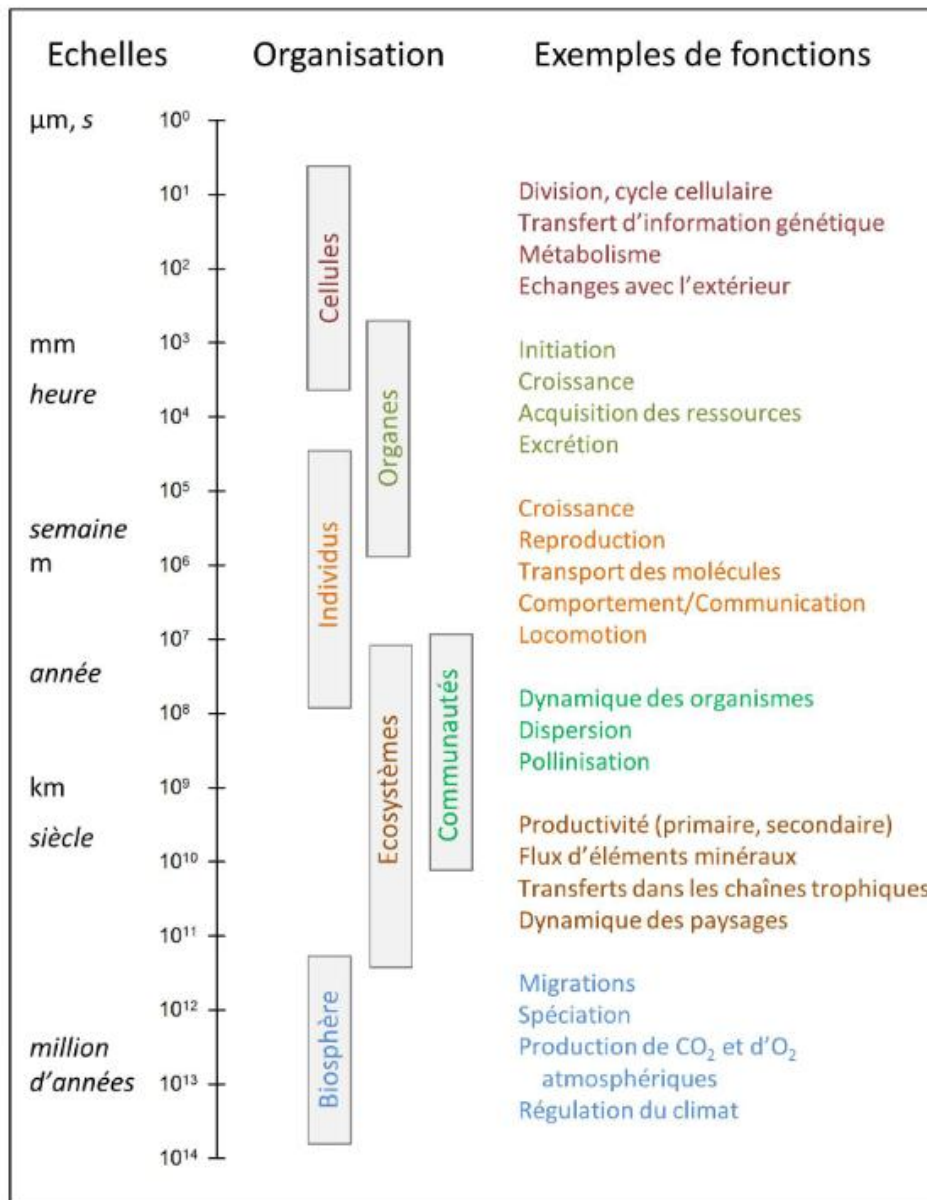 Echelles Organisation Exemples de fonctions
µm, s
10⁰
10¹
10²
mm
10³
heure
10⁴
10⁵
semaine
m
10⁶
10⁷
année
10⁸
km
10⁹
siècle
10¹⁰
10¹¹
10¹²
million
d'années
10¹³
10¹⁴
Cellules
Organes
Individus
Ecosystèmes
Communautés
Biosphère
Division, cycle cellulaire
Transfert d'information génétique
Métabolisme
Echanges avec l'extérieur
Initiation
Croissance
Acquisition des ressources
Excrétion
Croissance
Reproduction
Transport des molécules
Comportement/Communication
Locomotion
Dynamique des organismes
Dispersion
Pollinisation
Productivité (primaire, secondaire)
Flux d'éléments minéraux
Transferts dans les chaînes trophiques
Dynamique des paysages
Migrations
Spéciation
Production de CO₂ et d'O₂
atmosphériques
Régulation du climat